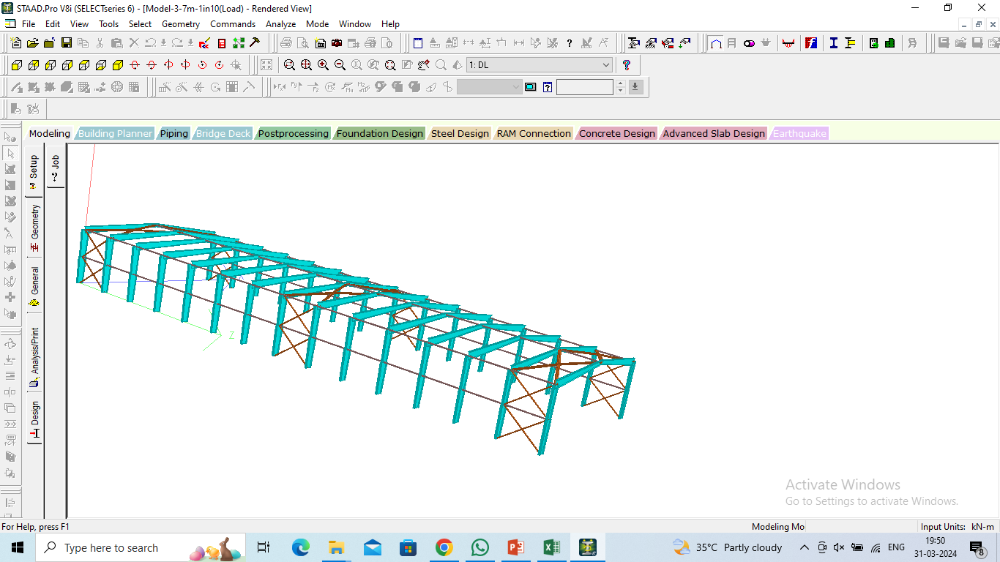 STAAD.Pro V8i (SELECTseries 6) - [Model-3-7m-1in10(Load) - Rendered View]
File Edit View Tools Select Geometry Commands Analyze Mode Window Help
1: DL
Modeling Building Planner Piping Bridge Deck Postprocessing Foundation Design Steel Design RAM Connection Concrete Design Advanced Slab Design Earthquake
Setup
Geometry
General
Analysis/Print
Design
Job
Z
Activate Windows
Go to Settings to activate Windows.
For Help, press F1
Modeling Mo
Input Units: kN-m
Type here to search
35°C Partly cloudy
ENG
19:50
31-03-2024
8